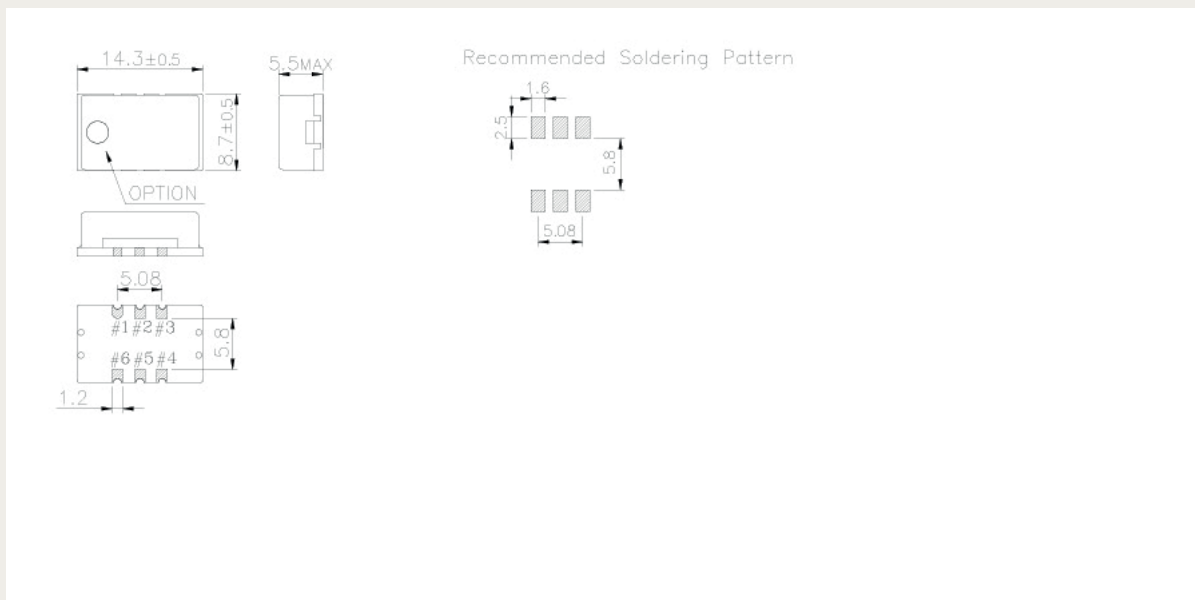 14.3±0.5
5.5MAX
8.7±0.5
OPTION
5.08
#1 #2 #3
5.8
#6 #5 #4
1.2
Recommended Soldering Pattern
1.6
2.5
5.8
5.08